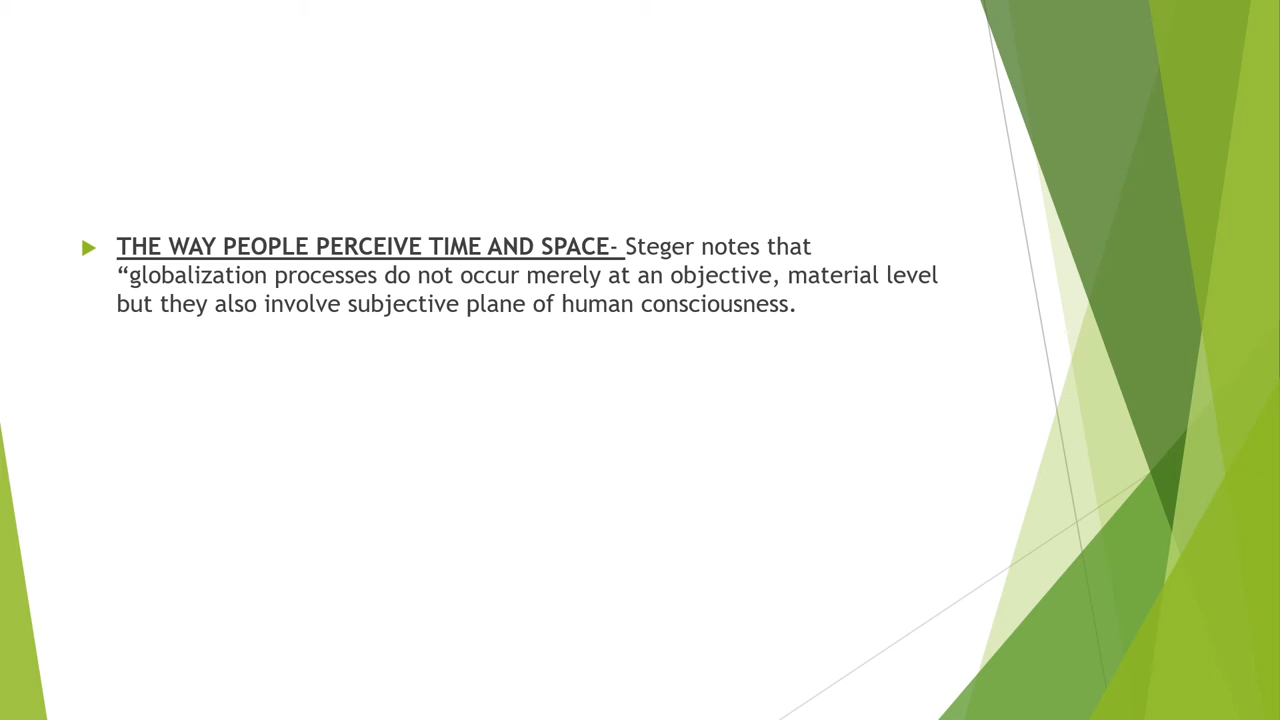 THE WAY PEOPLE PERCEIVE TIME AND SPACE- Steger notes that
“globalization processes do not occur merely at an objective, material level
but they also involve subjective plane of human consciousness.